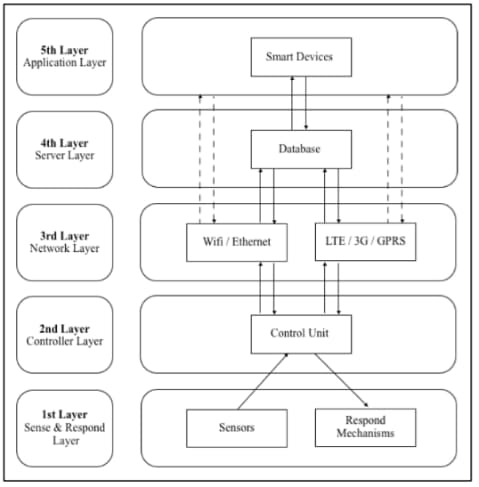 5th Layer
Application Layer
Smart Devices
4th Layer
Server Layer
Database
3rd Layer
Network Layer
Wifi / Ethernet
LTE / 3G / GPRS
2nd Layer
Controller Layer
Control Unit
1st Layer
Sense & Respond
Layer
Sensors
Respond
Mechanisms